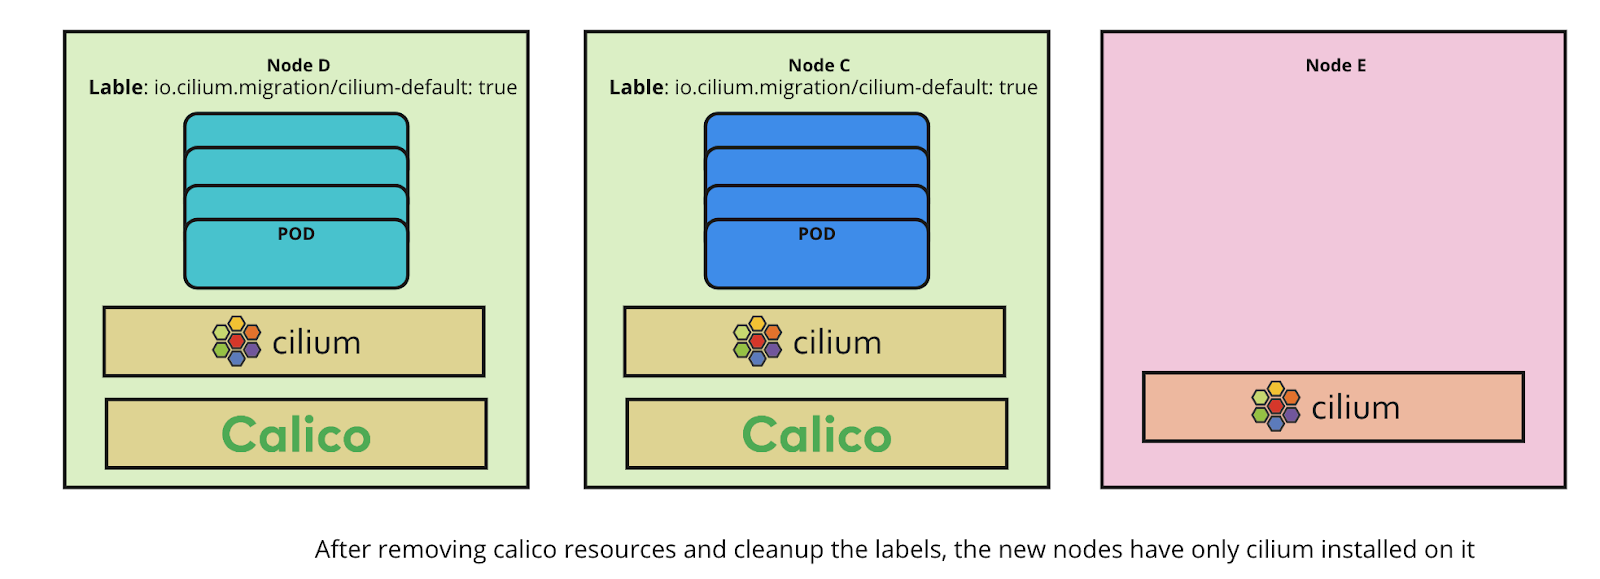 Node D
Lable: io.cilium.migration/cilium-default: true
POD
cilium
Calico
Node C
Lable: io.cilium.migration/cilium-default: true
POD
cilium
Calico
Node E
cilium
After removing calico resources and cleanup the labels, the new nodes have only cilium installed on it